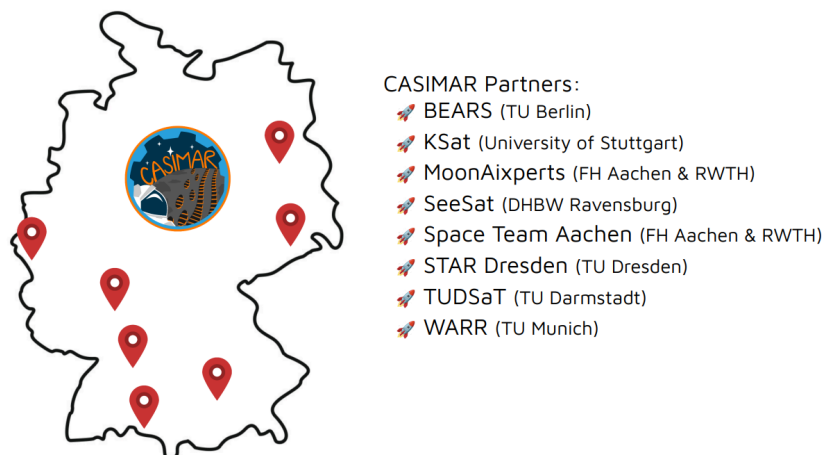 CASIMAR
CASIMAR Partners:
BEARS (TU Berlin)
KSat (University of Stuttgart)
MoonAixperts (FH Aachen & RWTH)
SeeSat (DHBW Ravensburg)
Space Team Aachen (FH Aachen & RWTH)
STAR Dresden (TU Dresden)
TUDSaT (TU Darmstadt)
WARR (TU Munich)